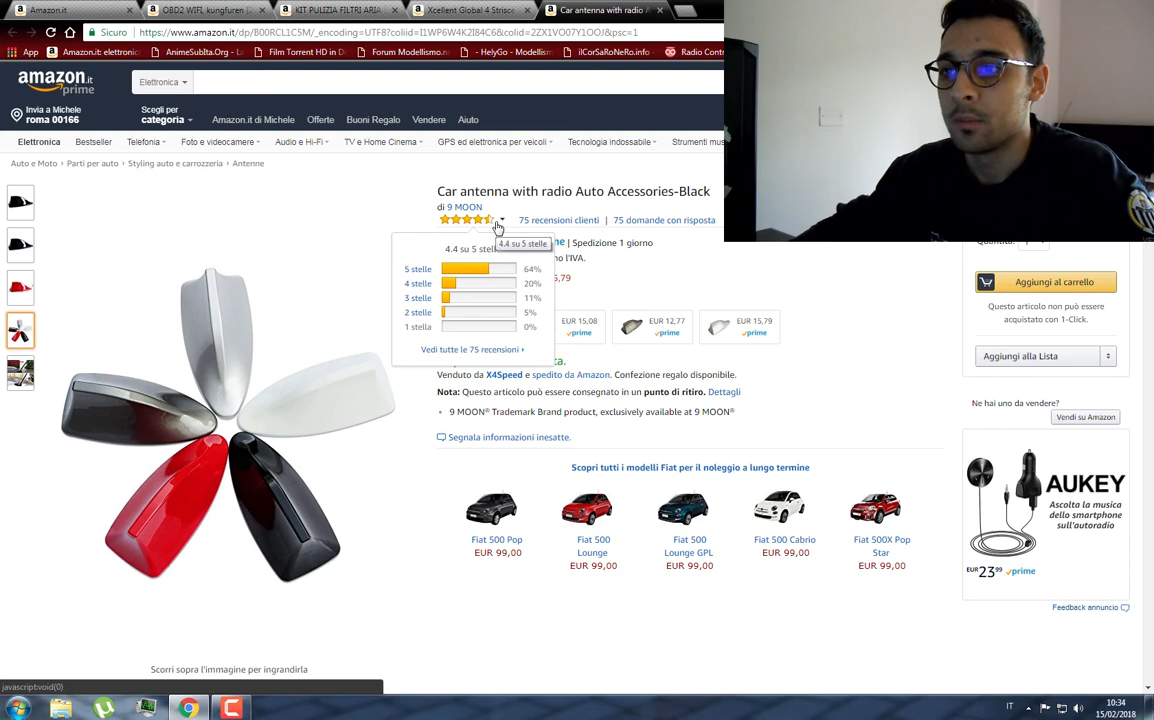 Amazon.it
OBD2 WIFI, kungfuren
KIT PULIZIA FILTRI ARIA
Xcellent Global 4 Strisce
Car antenna with radio A
Sicuro
https://www.amazon.it/dp/B00RCL1C5M/_encoding=UTF8?coliid=I1WP6W4K2I84C6&colid=2ZX1VO07Y1OOJ&psc=1
App
Amazon.it: elettronic
AnimeSubIta.Org - L
Film Torrent HD in D
Forum Modellismo.n
- HelyGo - Modellism
ilCorSaRoNeRo.info
Radio Contr
amazon.it
prime
Elettronica
Invia a Michele
roma 00166
Scegli per
categoria
Amazon.it di Michele
Offerte
Buoni Regalo
Vendere
Aiuto
Elettronica
Bestseller
Telefonia
Foto e videocamere
Audio e Hi-Fi
TV e Home Cinema
GPS ed elettronica per veicoli
Tecnologia indossabile
Strumenti mus
Auto e Moto › Parti per auto › Styling auto e carrozzeria › Antenne
Car antenna with radio Auto Accessories-Black
di 9 MOON
75 recensioni clienti | 75 domande con risposta
4.4 su 5 stell
4.4 su 5 stelle
| Spedizione 1 giorno
o l'IVA.
5,79
5 stelle 64%
4 stelle 20%
3 stelle 11%
2 stelle 5%
1 stella 0%
Vedi tutte le 75 recensioni ›
EUR 15,08
prime
EUR 12,77
prime
EUR 15,79
prime
Venduto da X4Speed e spedito da Amazon. Confezione regalo disponibile.
Nota: Questo articolo può essere consegnato in un punto di ritiro. Dettagli
• 9 MOON® Trademark Brand product, exclusively available at 9 MOON®
Segnala informazioni inesatte.
Scopri tutti i modelli Fiat per il noleggio a lungo termine
Fiat 500 Pop
EUR 99,00
Fiat 500
Lounge
EUR 99,00
Fiat 500
Lounge GPL
EUR 99,00
Fiat 500 Cabrio
EUR 99,00
Fiat 500X Pop
Star
EUR 99,00
Quantità:
Aggiungi al carrello
Questo articolo non può essere
acquistato con 1-Click.
Aggiungi alla Lista
Ne hai uno da vendere?
Vendi su Amazon
AUKEY
Ascolta la musica
dello smartphone
sull'autoradio
EUR 23,99 prime
Feedback annuncio
Scorri sopra l'immagine per ingrandirla
javascript:void(0)
IT
10:34
15/02/2018